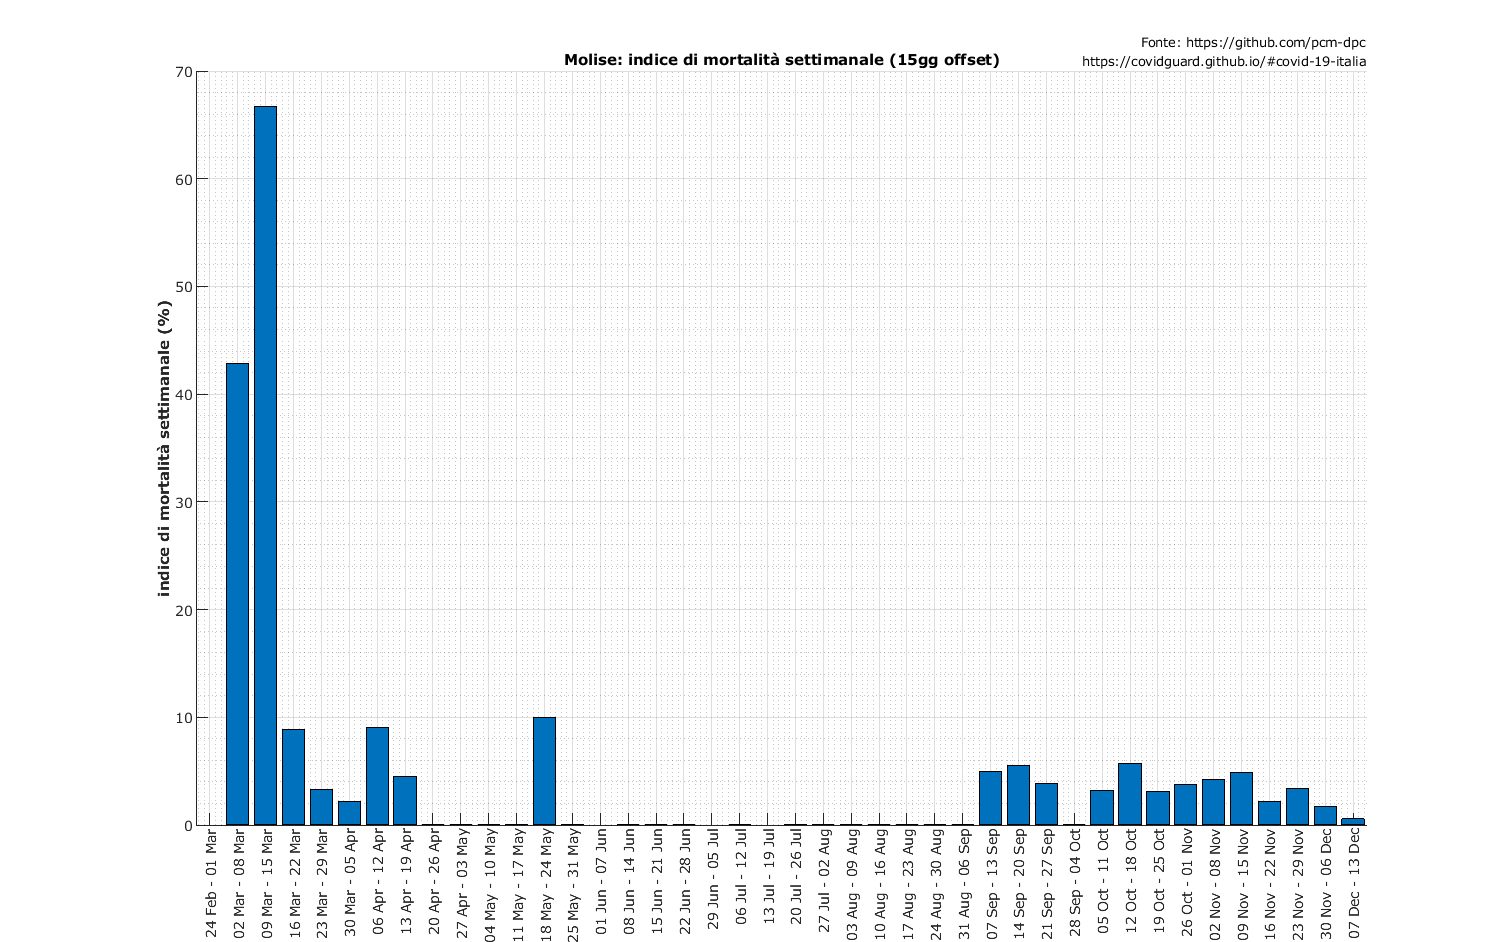 Fonte: https://github.com/pcm-dpc
https://covidguard.github.io/#covid-19-italia
Molise: indice di mortalità settimanale (15gg offset)
indice di mortalità settimanale (%)
70
60
50
40
30
20
10
0
24 Feb - 01 Mar
02 Mar - 08 Mar
09 Mar - 15 Mar
16 Mar - 22 Mar
23 Mar - 29 Mar
30 Mar - 05 Apr
06 Apr - 12 Apr
13 Apr - 19 Apr
20 Apr - 26 Apr
27 Apr - 03 May
04 May - 10 May
11 May - 17 May
18 May - 24 May
25 May - 31 May
01 Jun - 07 Jun
08 Jun - 14 Jun
15 Jun - 21 Jun
22 Jun - 28 Jun
29 Jun - 05 Jul
06 Jul - 12 Jul
13 Jul - 19 Jul
20 Jul - 26 Jul
27 Jul - 02 Aug
03 Aug - 09 Aug
10 Aug - 16 Aug
17 Aug - 23 Aug
24 Aug - 30 Aug
31 Aug - 06 Sep
07 Sep - 13 Sep
14 Sep - 20 Sep
21 Sep - 27 Sep
28 Sep - 04 Oct
05 Oct - 11 Oct
12 Oct - 18 Oct
19 Oct - 25 Oct
26 Oct - 01 Nov
02 Nov - 08 Nov
09 Nov - 15 Nov
16 Nov - 22 Nov
23 Nov - 29 Nov
30 Nov - 06 Dec
07 Dec - 13 Dec